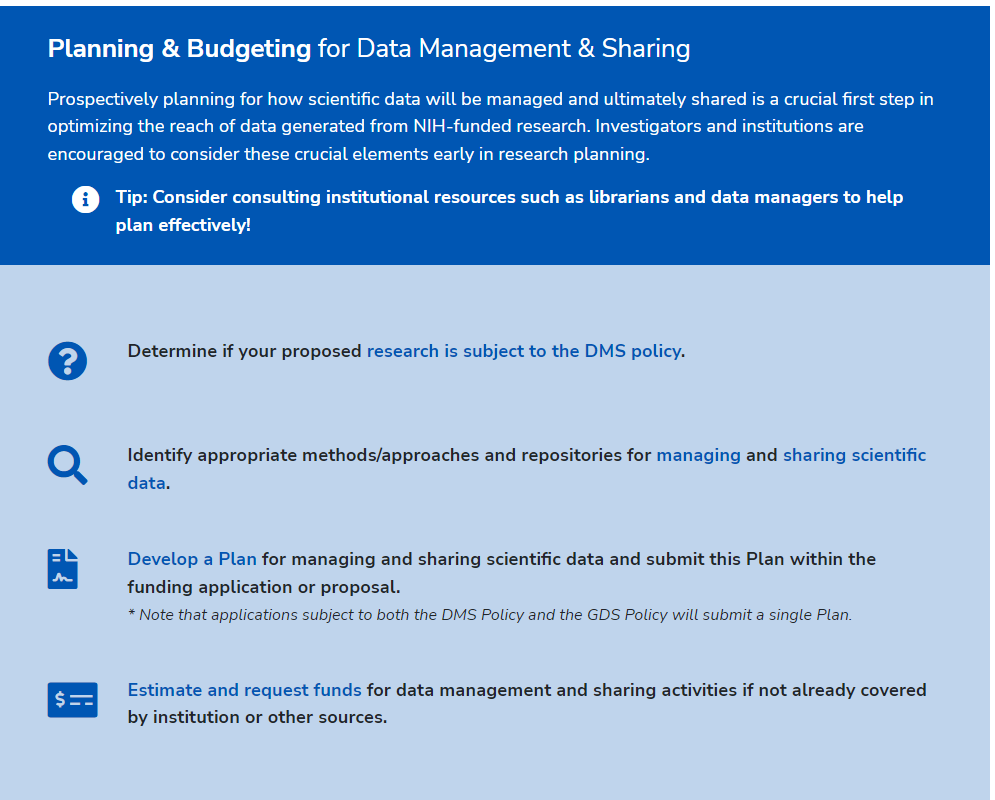 Planning & Budgeting for Data Management & Sharing
Prospectively planning for how scientific data will be managed and ultimately shared is a crucial first step in
optimizing the reach of data generated from NIH-funded research. Investigators and institutions are
encouraged to consider these crucial elements early in research planning.
Tip: Consider consulting institutional resources such as librarians and data managers to help
plan effectively!
Determine if your proposed research is subject to the DMS policy.
Identify appropriate methods/approaches and repositories for managing and sharing scientific
data.
Develop a Plan for managing and sharing scientific data and submit this Plan within the
funding application or proposal.
* Note that applications subject to both the DMS Policy and the GDS Policy will submit a single Plan.
Estimate and request funds for data management and sharing activities if not already covered
by institution or other sources.